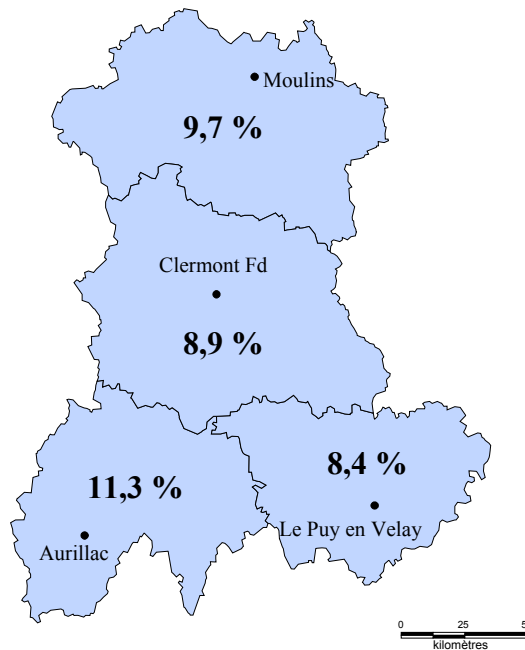 Moulins
9,7 %
Clermont Fd
8,9 %
8,4 %
11,3 %
Le Puy en Velay
Aurillac
0 25
kilomètres